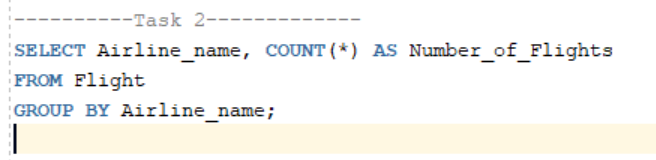 ----------Task 2-------------
SELECT Airline_name, COUNT(*) AS Number_of_Flights
FROM Flight
GROUP BY Airline_name;